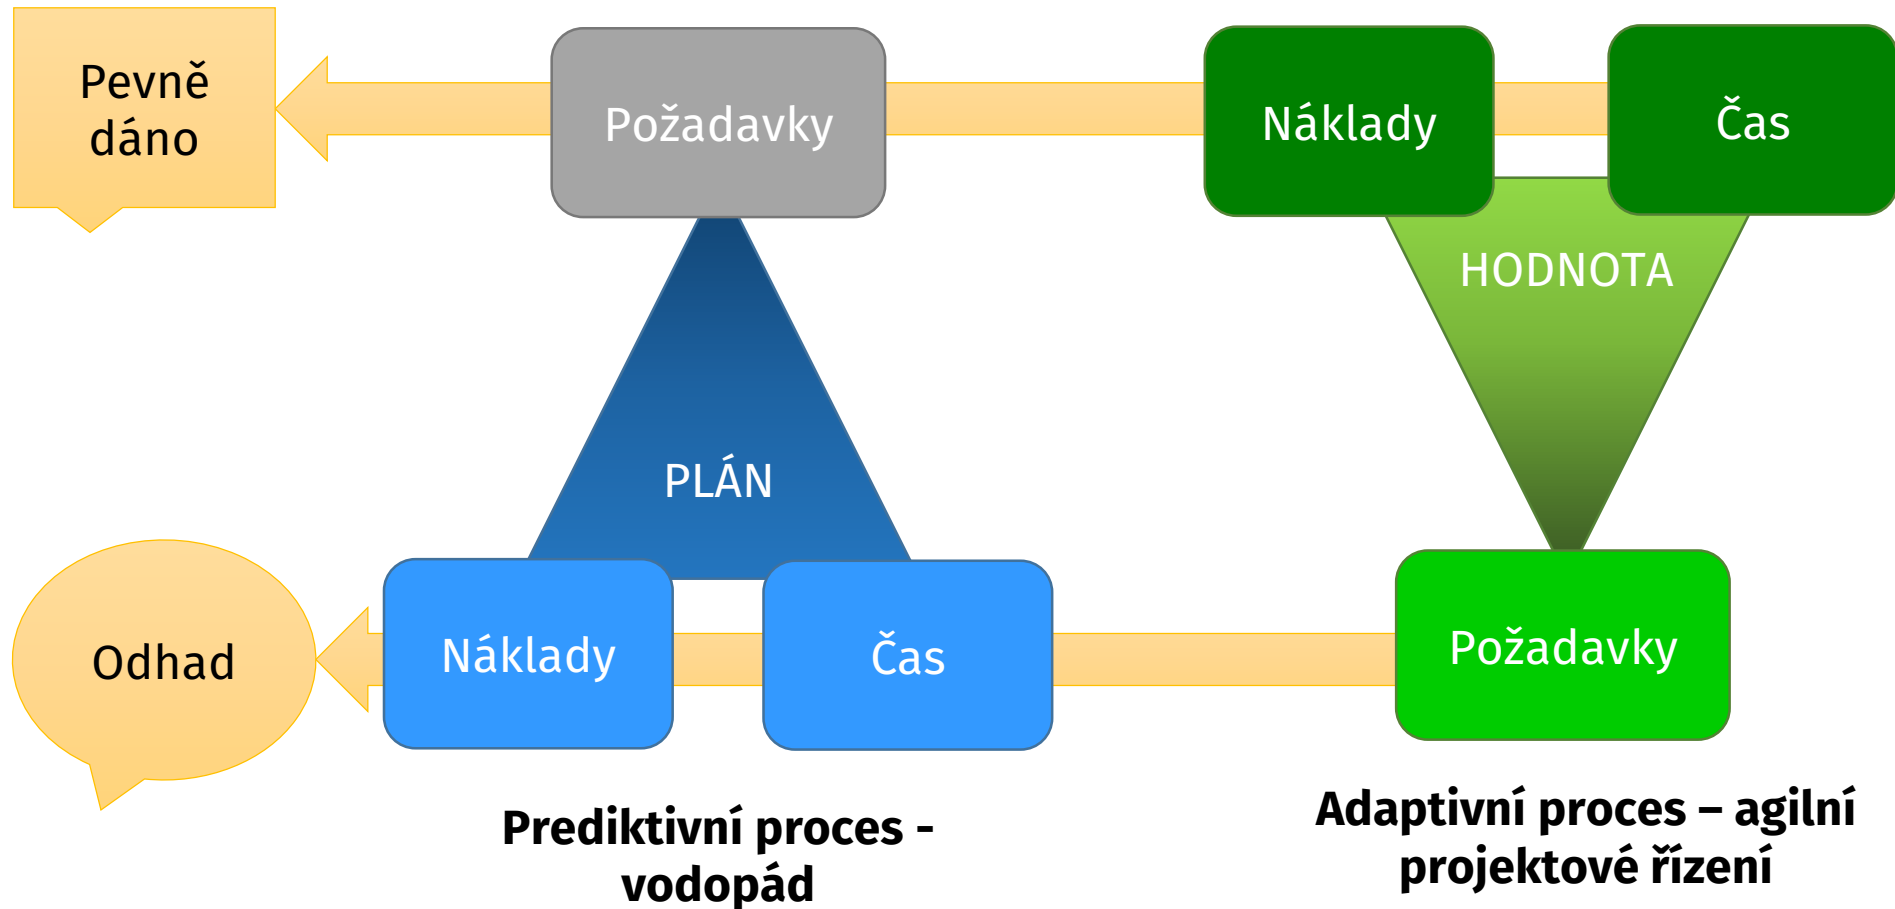 Pevně
dáno
Požadavky
Náklady
Čas
HODNOTA
PLÁN
Odhad
Náklady
Čas
Požadavky
Prediktivní proces -
vodopád
Adaptivní proces – agilní
projektové řízení